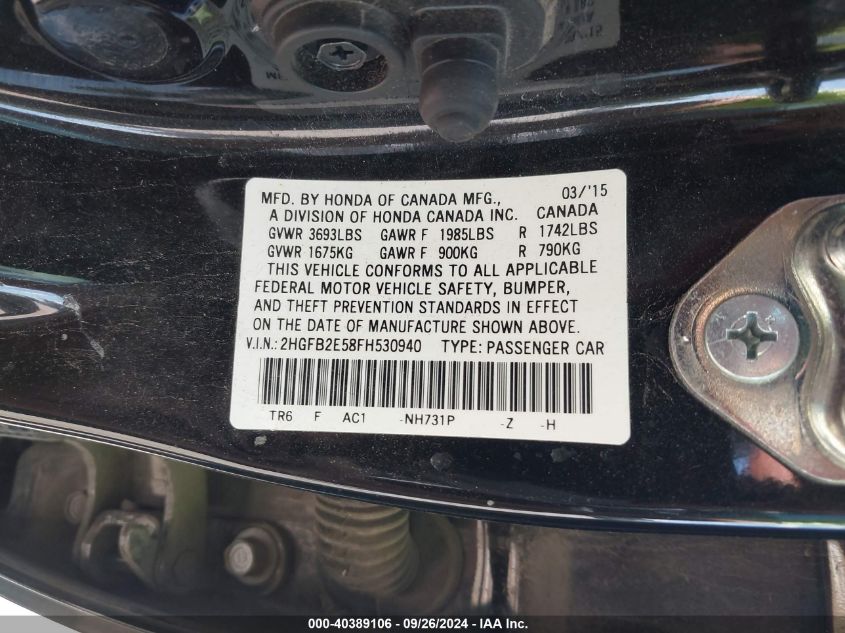 MFD. BY HONDA OF CANADA MFG., 03/'15
A DIVISION OF HONDA CANADA INC. CANADA
GVWR 3693LBS GAWR F 1985LBS R 1742LBS
GVWR 1675KG GAWR F 900KG R 790KG
THIS VEHICLE CONFORMS TO ALL APPLICABLE
FEDERAL MOTOR VEHICLE SAFETY, BUMPER,
AND THEFT PREVENTION STANDARDS IN EFFECT
ON THE DATE OF MANUFACTURE SHOWN ABOVE.
V.I.N.: 2HGFB2E58FH530940 TYPE: PASSENGER CAR
TR6 F AC1 -NH731P -Z -H
000-40389106 - 09/26/2024 - IAA Inc.